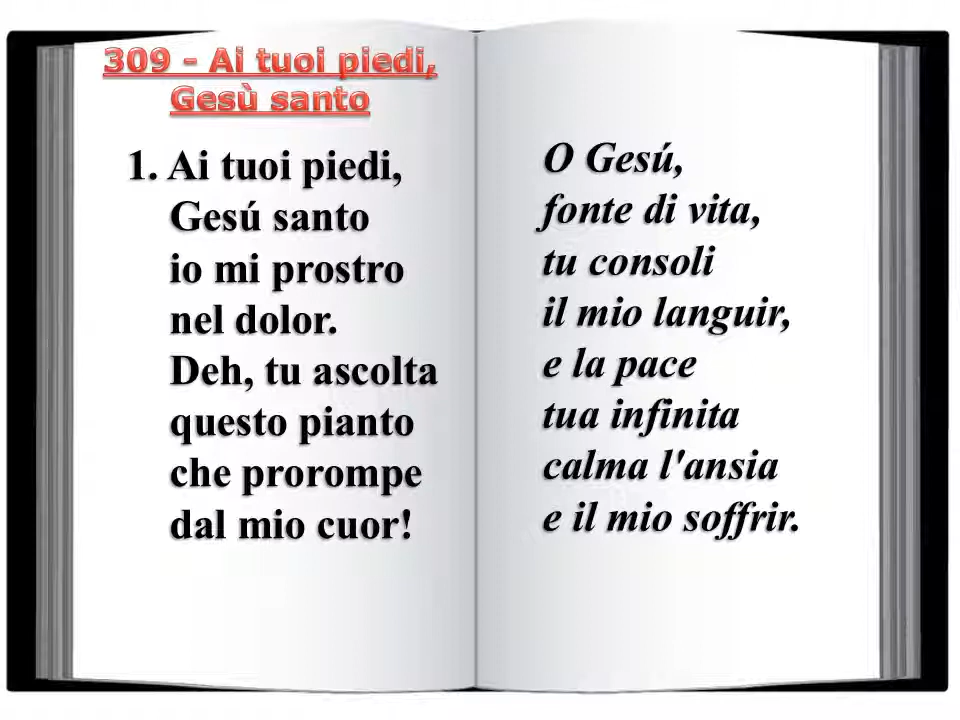 309 - Ai tuoi piedi,
Gesù santo
1. Ai tuoi piedi,
Gesú santo
io mi prostro
nel dolor.
Deh, tu ascolta
questo pianto
che prorompe
dal mio cuor!
O Gesú,
fonte di vita,
tu consoli
il mio languir,
e la pace
tua infinita
calma l'ansia
e il mio soffrir.